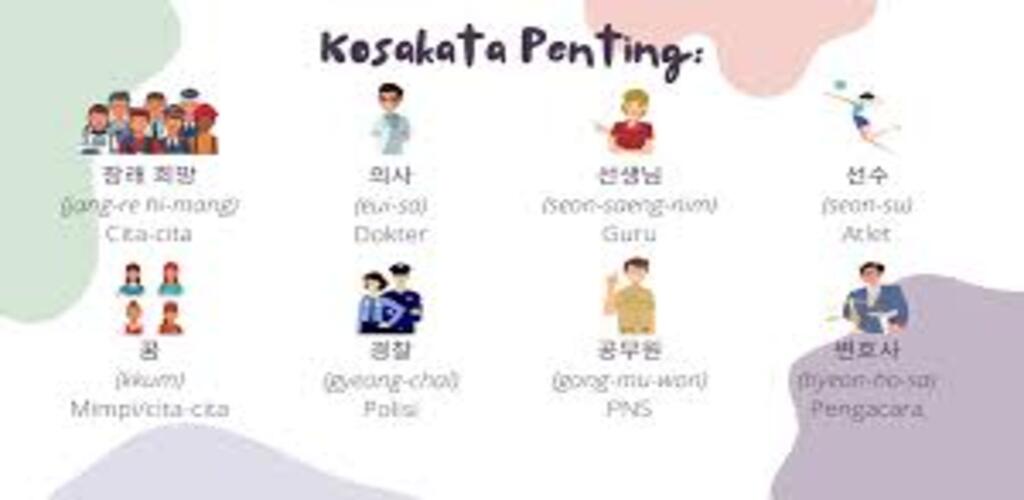 Kosakata Penting:
장래 희망
(jang-re hi-mang)
Cita-cita
의사
(eui-sa)
Dokter
선생님
(seon-saeng-nim)
Guru
선수
(seon-su)
Atlet
꿈
(kkum)
Mimpi/cita-cita
경찰
(gyeong-chal)
Polisi
공무원
(gong-mu-won)
PNS
변호사
(byeon-ho-sa)
Pengacara